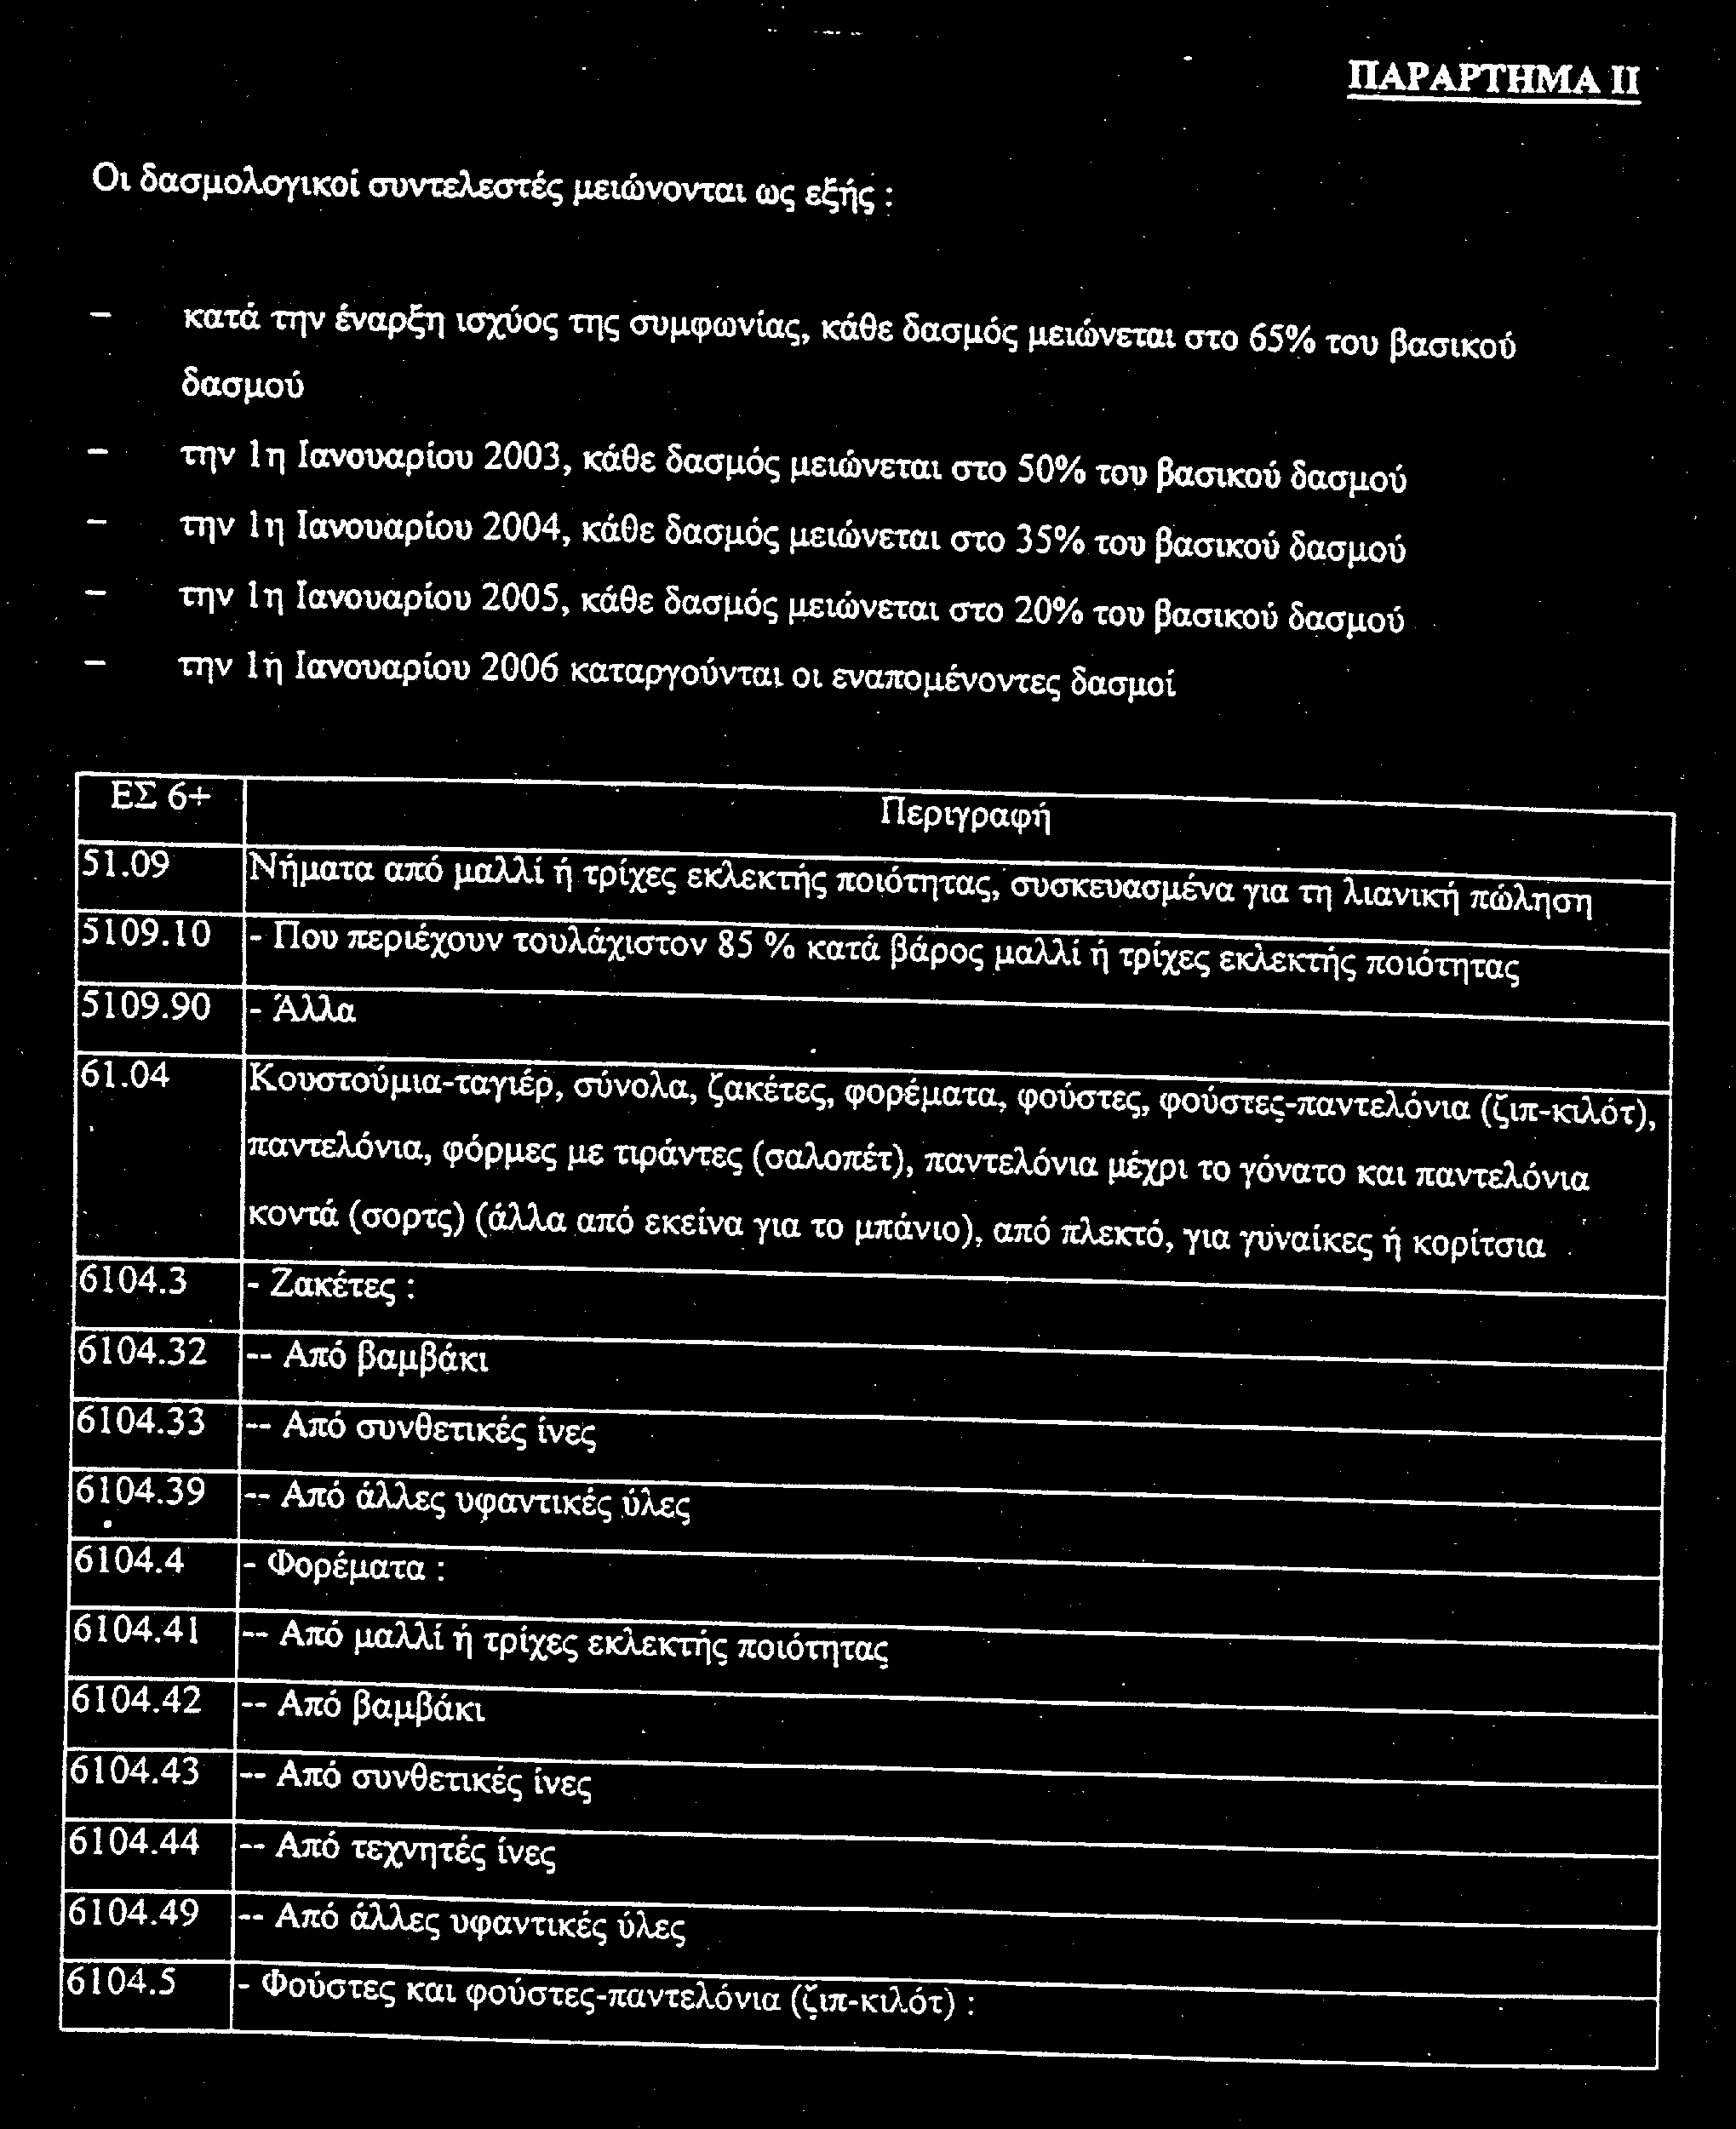 ΠΑΡΑΡΤΗΜΑ ΙΙ
Οι δασμολογικοί συντελεστές μειώνονται ως εξής :
– κατά την έναρξη ισχύος της συμφωνίας, κάθε δασμός μειώνεται στο 65% του βασικού
δασμού
– την 1η Ιανουαρίου 2003, κάθε δασμός μειώνεται στο 50% του βασικού δασμού
– την 1η Ιανουαρίου 2004, κάθε δασμός μειώνεται στο 35% του βασικού δασμού
– την 1η Ιανουαρίου 2005, κάθε δασμός μειώνεται στο 20% του βασικού δασμού
– την 1η Ιανουαρίου 2006 καταργούνται οι εναπομένοντες δασμοί
ΕΣ 6+ Περιγραφή
51.09 Νήματα από μαλλί ή τρίχες εκλεκτής ποιότητας, συσκευασμένα για τη λιανική πώληση
5109.10 - Που περιέχουν τουλάχιστον 85 % κατά βάρος μαλλί ή τρίχες εκλεκτής ποιότητας
5109.90 - Άλλα
61.04 Κουστούμια-ταγιέρ, σύνολα, ζακέτες, φορέματα, φούστες, φούστες-παντελόνια (ζιπ-κιλότ),
παντελόνια, φόρμες με τιράντες (σαλοπέτ), παντελόνια μέχρι το γόνατο και παντελόνια
κοντά (σορτς) (άλλα από εκείνα για το μπάνιο), από πλεκτό, για γυναίκες ή κορίτσια
6104.3 - Ζακέτες :
6104.32 -- Από βαμβάκι
6104.33 -- Από συνθετικές ίνες
6104.39 -- Από άλλες υφαντικές ύλες
6104.4 - Φορέματα :
6104.41 -- Από μαλλί ή τρίχες εκλεκτής ποιότητας
6104.42 -- Από βαμβάκι
6104.43 -- Από συνθετικές ίνες
6104.44 -- Από τεχνητές ίνες
6104.49 -- Από άλλες υφαντικές ύλες
6104.5 - Φούστες και φούστες-παντελόνια (ζιπ-κιλότ) :